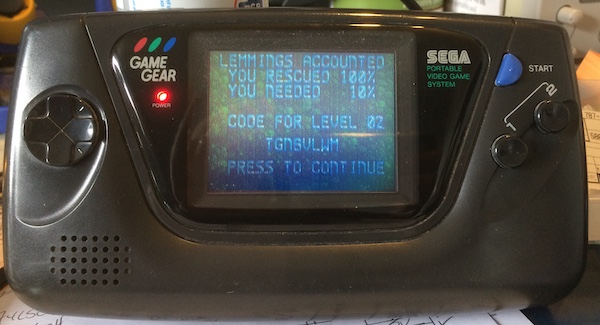 GAME
GEAR
POWER
LEMMINGS ACCOUNTED
YOU RESCUED 100%
YOU NEEDED 10%
CODE FOR LEVEL 02
TGNBVLWM
PRESS TO CONTINUE
SEGA
PORTABLE
VIDEO GAME
SYSTEM
START
1
2